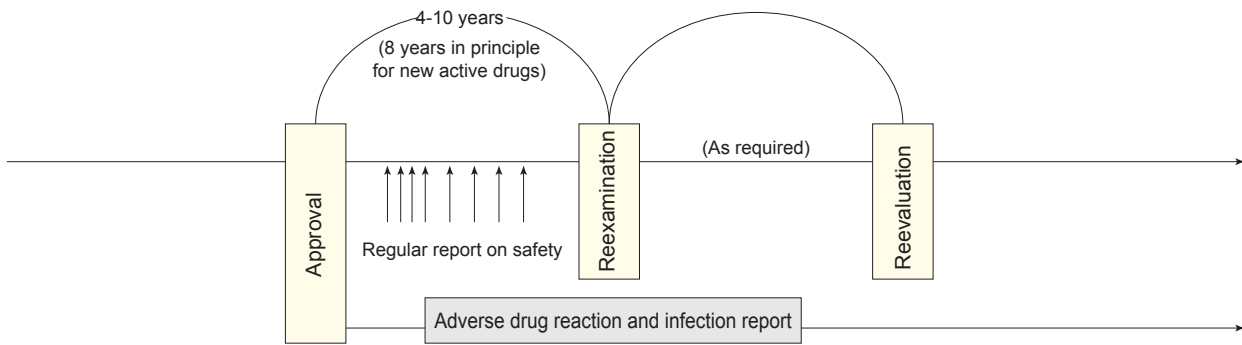 4-10 years
(8 years in principle
for new active drugs)
Approval
Regular report on safety
Reexamination
(As required)
Reevaluation
Adverse drug reaction and infection report